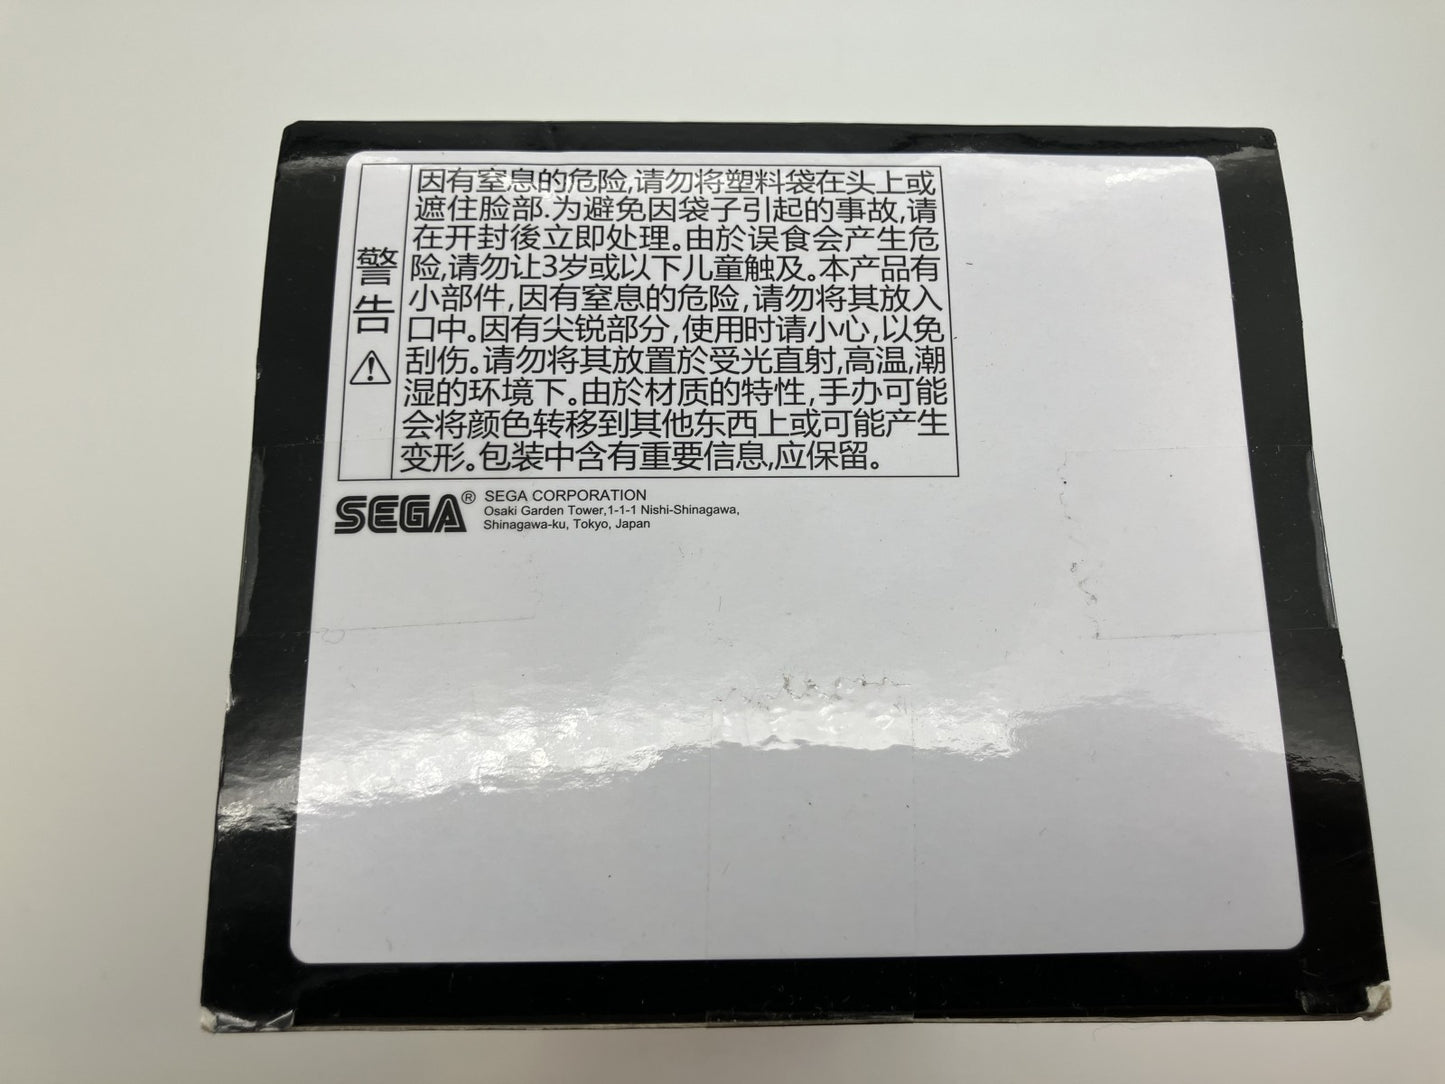 警告
因有窒息的危险,请勿将塑料袋在头上或
遮住脸部.为避免因袋子引起的事故,请
在开封後立即处理。由於误食会产生危
险,请勿让3岁或以下儿童触及。本产品有
小部件,因有窒息的危险,请勿将其放入
口中。因有尖锐部分,使用时请小心,以免
刮伤。请勿将其放置於受光直射,高温,潮
湿的环境下。由於材质的特性,手办可能
会将颜色转移到其他东西上或可能产生
变形。包装中含有重要信息,应保留。
SEGA®
SEGA CORPORATION
Osaki Garden Tower,1-1-1 Nishi-Shinagawa,
Shinagawa-ku, Tokyo, Japan